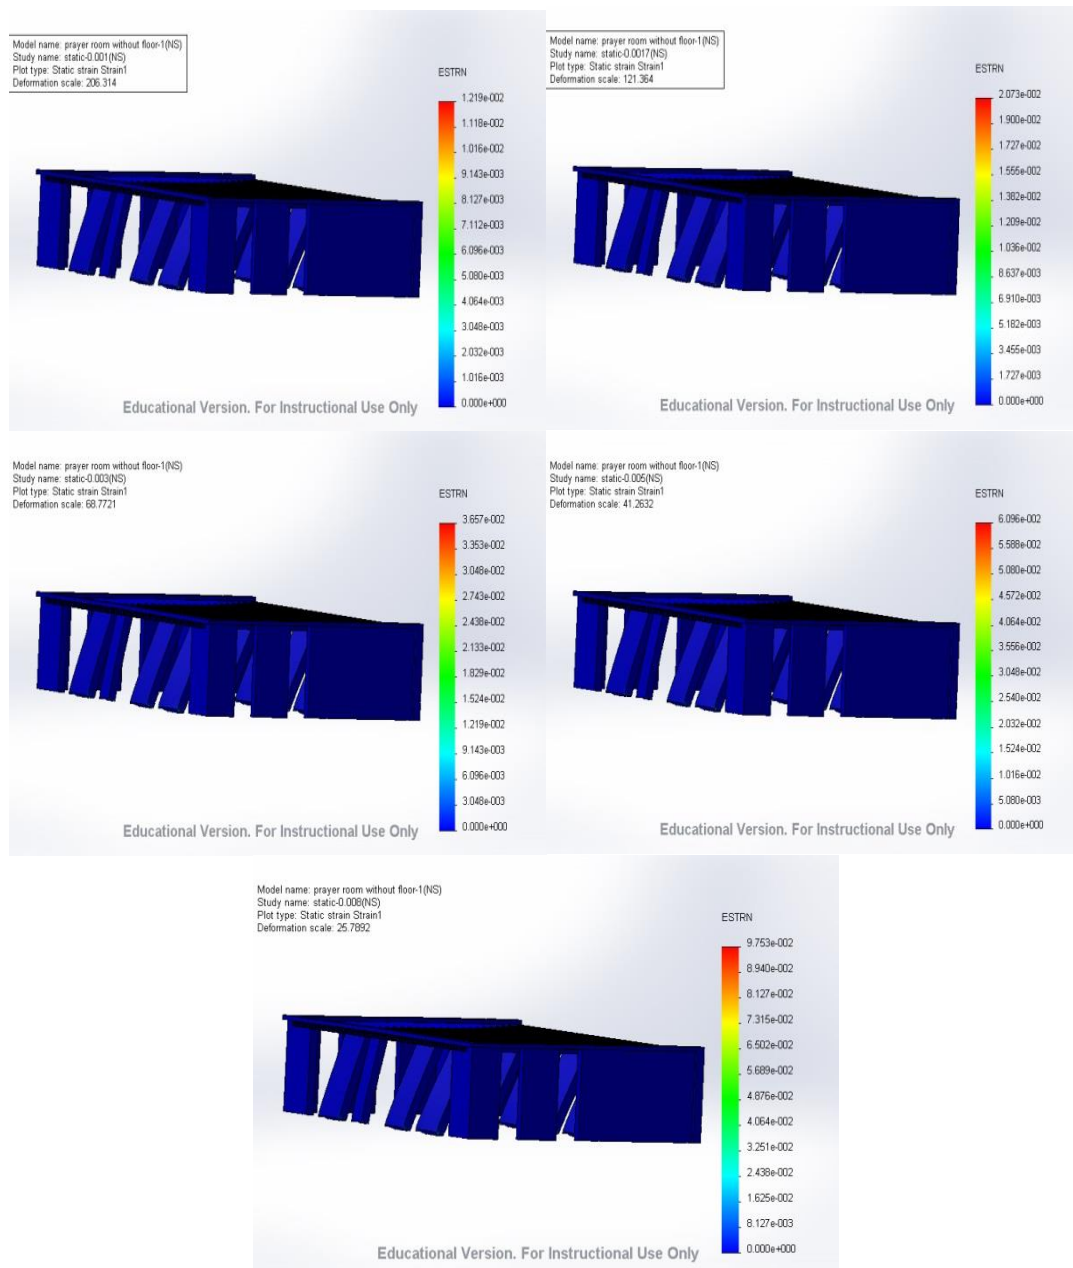 Model name: prayer room without floor-1(NS)
Study name: static-0.001(NS)
Plot type: Static strain Strain1
Deformation scale: 206.314
ESTRN
1.219e-002
1.118e-002
1.016e-002
9.143e-003
8.127e-003
7.112e-003
6.096e-003
5.080e-003
4.064e-003
3.048e-003
2.032e-003
1.016e-003
0.000e+000
Educational Version. For Instructional Use Only
Model name: prayer room without floor-1(NS)
Study name: static-0.0017(NS)
Plot type: Static strain Strain1
Deformation scale: 121.364
ESTRN
2.073e-002
1.900e-002
1.727e-002
1.555e-002
1.382e-002
1.209e-002
1.036e-002
8.637e-003
6.910e-003
5.182e-003
3.455e-003
1.727e-003
0.000e+000
Educational Version. For Instructional Use Only
Model name: prayer room without floor-1(NS)
Study name: static-0.003(NS)
Plot type: Static strain Strain1
Deformation scale: 68.7721
ESTRN
3.657e-002
3.353e-002
3.048e-002
2.743e-002
2.438e-002
2.133e-002
1.829e-002
1.524e-002
1.219e-002
9.143e-003
6.096e-003
3.048e-003
0.000e+000
Educational Version. For Instructional Use Only
Model name: prayer room without floor-1(NS)
Study name: static-0.005(NS)
Plot type: Static strain Strain1
Deformation scale: 41.2632
ESTRN
6.096e-002
5.588e-002
5.080e-002
4.572e-002
4.064e-002
3.556e-002
3.048e-002
2.540e-002
2.032e-002
1.524e-002
1.016e-002
5.080e-003
0.000e+000
Educational Version. For Instructional Use Only
Model name: prayer room without floor-1(NS)
Study name: static-0.008(NS)
Plot type: Static strain Strain1
Deformation scale: 25.7892
ESTRN
9.753e-002
8.940e-002
8.127e-002
7.315e-002
6.502e-002
5.689e-002
4.876e-002
4.064e-002
3.251e-002
2.438e-002
1.625e-002
8.127e-003
0.000e+000
Educational Version. For Instructional Use Only